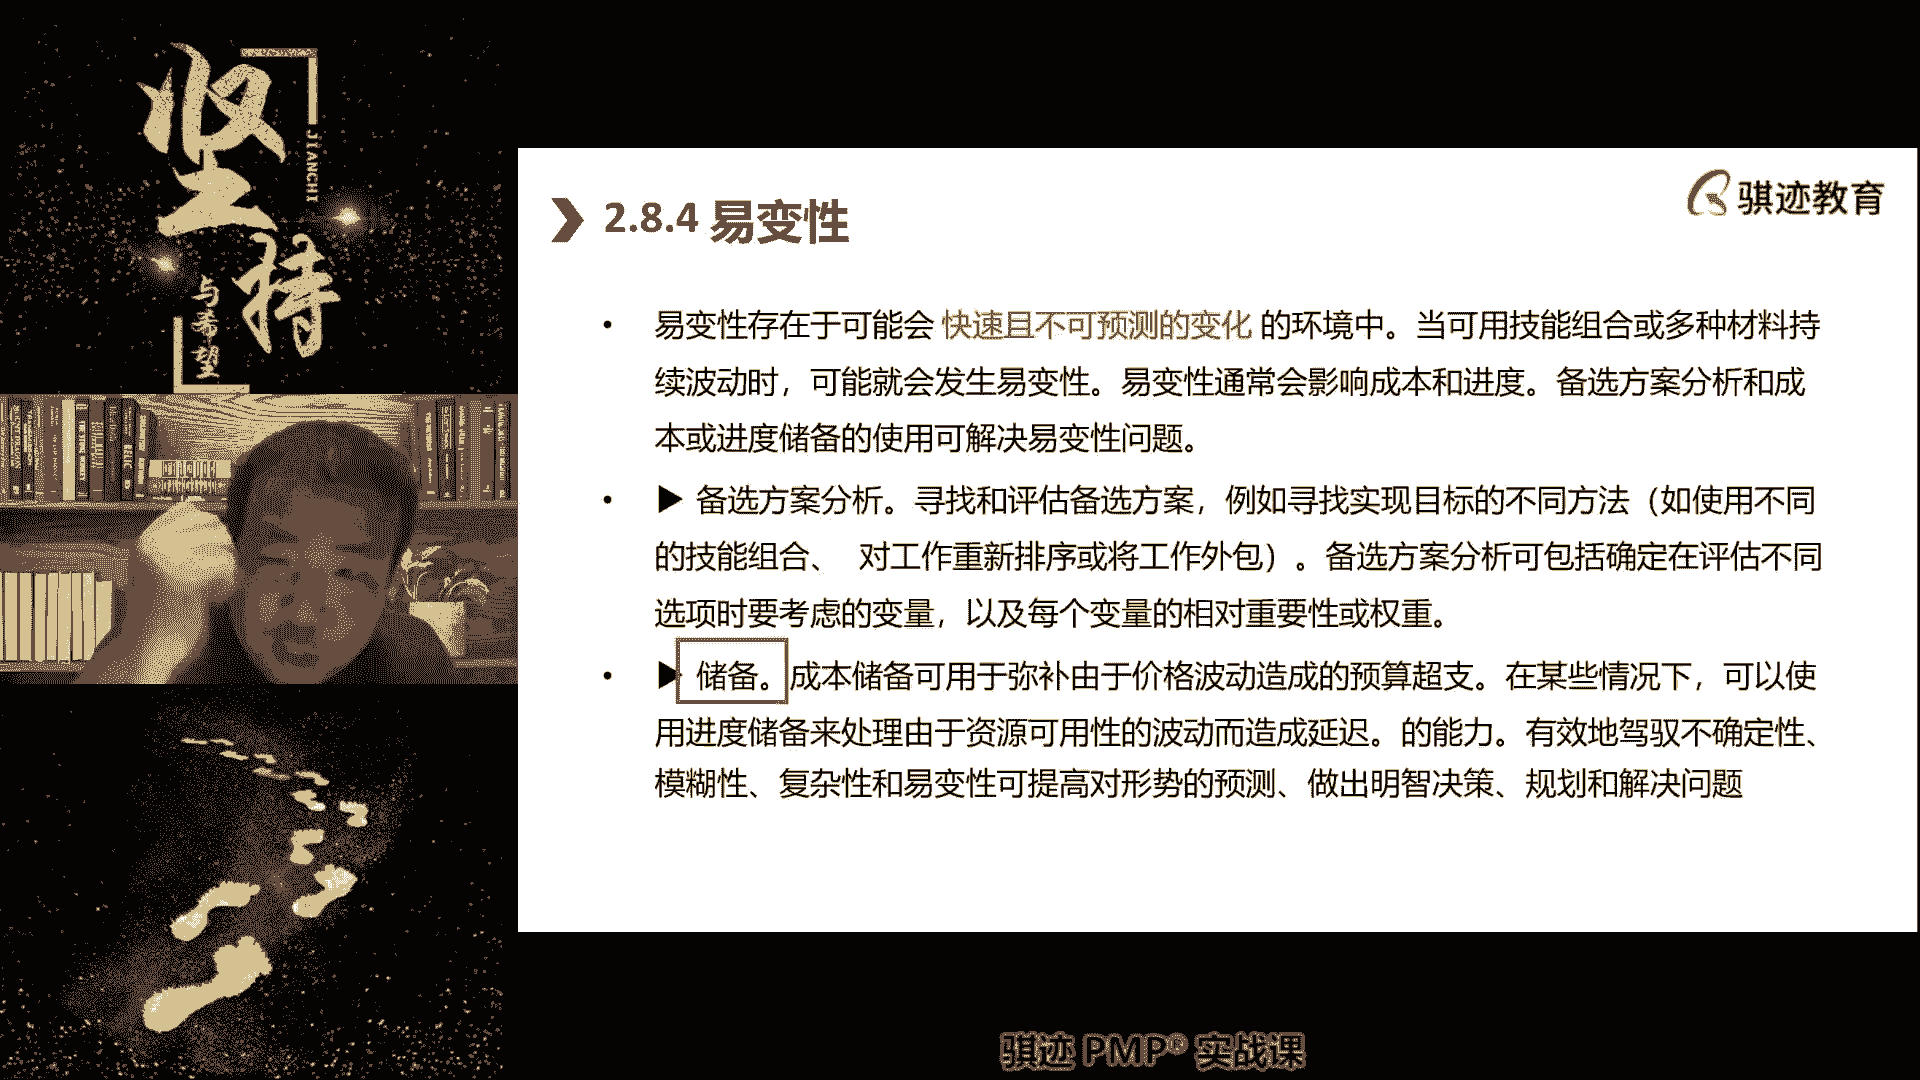 坚持
JIANCHI
与希望
骐迹教育
2.8.4 易变性
• 易变性存在于可能会 快速且不可预测的变化 的环境中。当可用技能组合或多种材料持
续波动时，可能就会发生易变性。易变性通常会影响成本和进度。备选方案分析和成
本或进度储备的使用可解决易变性问题。
• ▶ 备选方案分析。寻找和评估备选方案，例如寻找实现目标的不同方法（如使用不同
的技能组合、 对工作重新排序或将工作外包）。备选方案分析可包括确定在评估不同
选项时要考虑的变量，以及每个变量的相对重要性或权重。
• ▶ 储备。成本储备可用于弥补由于价格波动造成的预算超支。在某些情况下，可以使
用进度储备来处理由于资源可用性的波动而造成延迟。的能力。有效地驾驭不确定性、
模糊性、复杂性和易变性可提高对形势的预测、做出明智决策、规划和解决问题
骐迹 PMP® 实战课